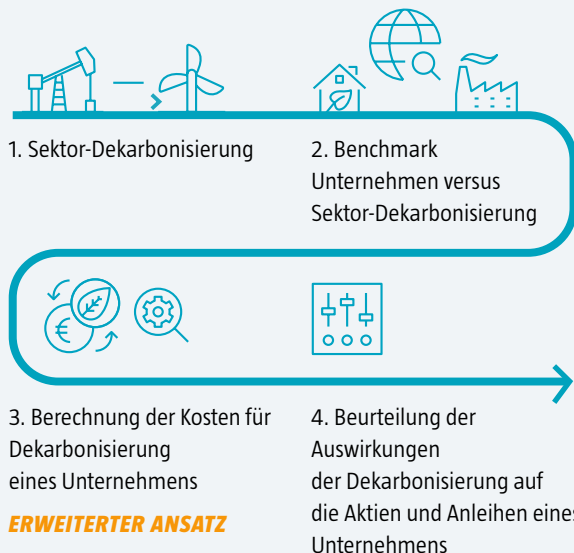 1. Sektor-Dekarbonisierung
2. Benchmark
Unternehmen versus
Sektor-Dekarbonisierung
€
3. Berechnung der Kosten für
Dekarbonisierung
eines Unternehmens
ERWEITERTER ANSATZ
4. Beurteilung der
Auswirkungen
der Dekarbonisierung auf
die Aktien und Anleihen eines
Unternehmens